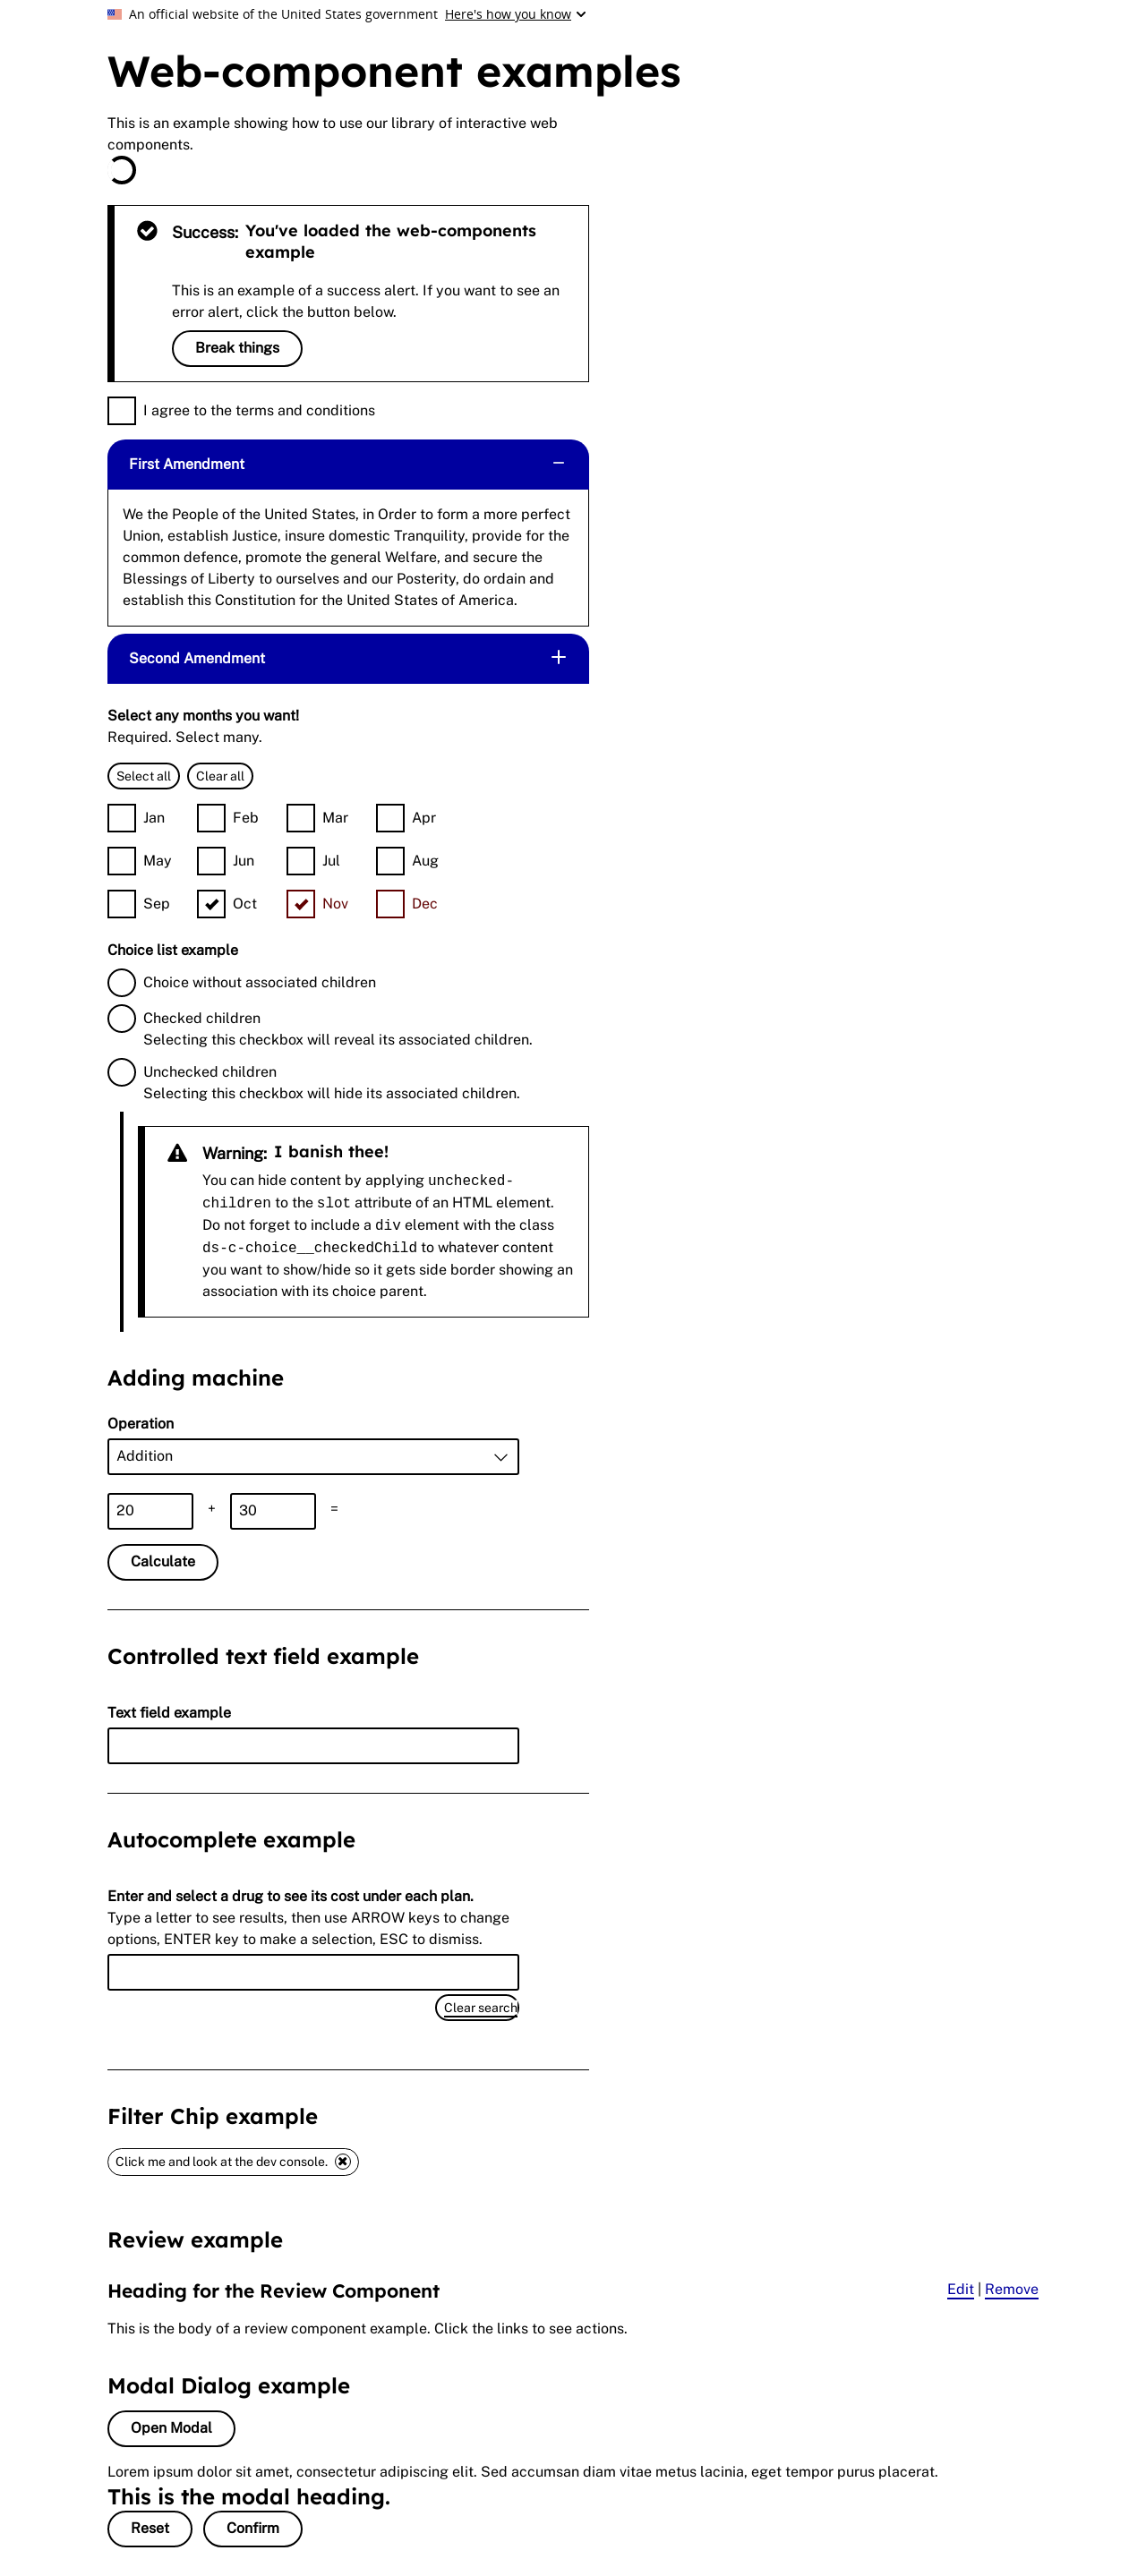 An official website of the United States government Here's how you know
Web-component examples
This is an example showing how to use our library of interactive web
components.
Success: You've loaded the web-components
example
This is an example of a success alert. If you want to see an
error alert, click the button below.
Break things
I agree to the terms and conditions
First Amendment
We the People of the United States, in Order to form a more perfect
Union, establish Justice, insure domestic Tranquility, provide for the
common defence, promote the general Welfare, and secure the
Blessings of Liberty to ourselves and our Posterity, do ordain and
establish this Constitution for the United States of America.
Second Amendment
Select any months you want!
Required. Select many.
Select all Clear all
Jan Feb Mar Apr
May Jun Jul Aug
Sep Oct Nov Dec
Choice list example
Choice without associated children
Checked children
Selecting this checkbox will reveal its associated children.
Unchecked children
Selecting this checkbox will hide its associated children.
Warning: I banish thee!
You can hide content by applying unchecked-
children to the slot attribute of an HTML element.
Do not forget to include a div element with the class
ds-c-choice__checkedChild to whatever content
you want to show/hide so it gets side border showing an
association with its choice parent.
Adding machine
Operation
Addition
20 + 30 =
Calculate
Controlled text field example
Text field example
Autocomplete example
Enter and select a drug to see its cost under each plan.
Type a letter to see results, then use ARROW keys to change
options, ENTER key to make a selection, ESC to dismiss.
Clear search
Filter Chip example
Click me and look at the dev console.
Review example
Heading for the Review Component Edit | Remove
This is the body of a review component example. Click the links to see actions.
Modal Dialog example
Open Modal
Lorem ipsum dolor sit amet, consectetur adipiscing elit. Sed accumsan diam vitae metus lacinia, eget tempor purus placerat.
This is the modal heading.
Reset Confirm